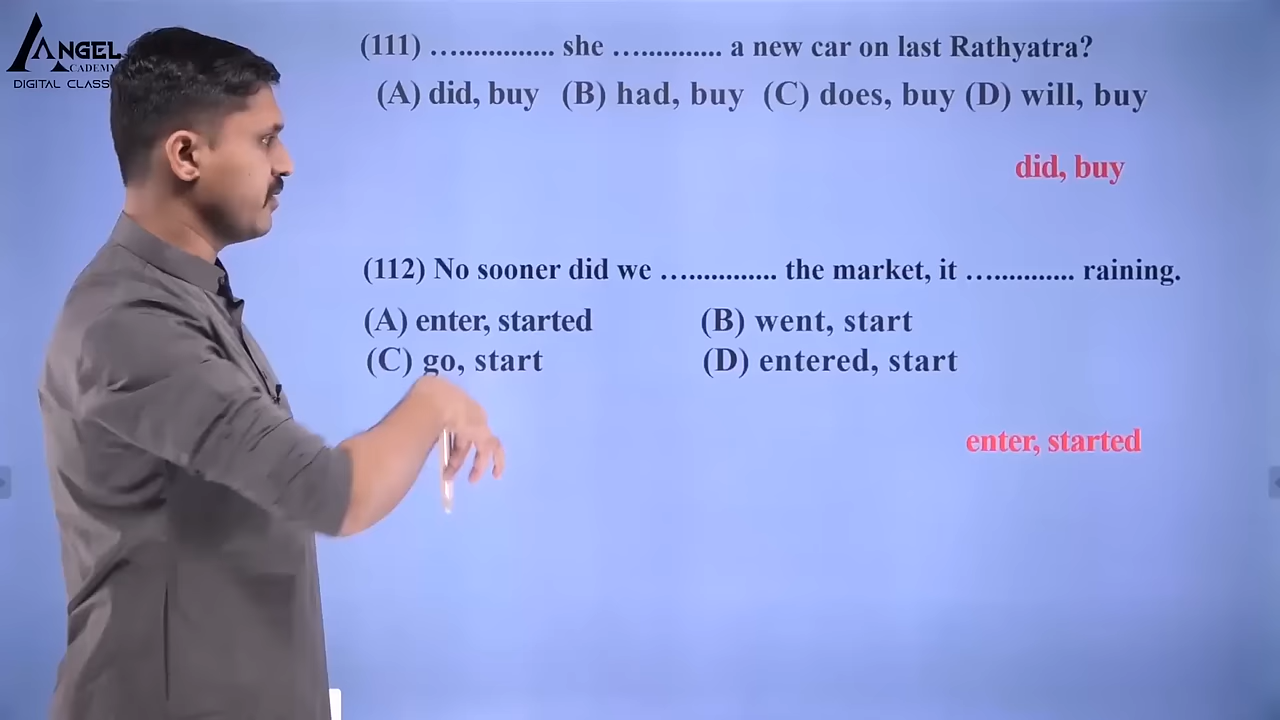 ANGEL
ACADEMY
DIGITAL CLASS
(111) ................. she ............... a new car on last Rathyatra?
(A) did, buy (B) had, buy (C) does, buy (D) will, buy
did, buy
(112) No sooner did we ................ the market, it ............... raining.
(A) enter, started (B) went, start
(C) go, start (D) entered, start
enter, started